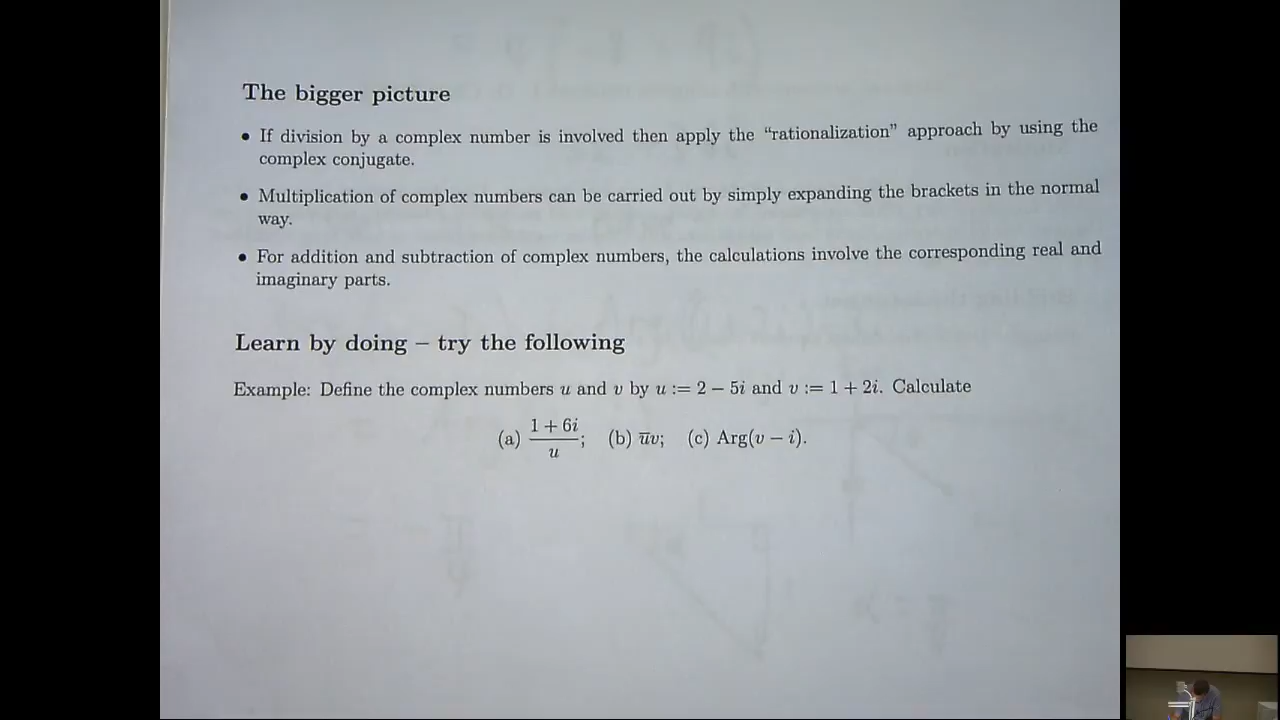 The bigger picture
• If division by a complex number is involved then apply the “rationalization” approach by using the
complex conjugate.
• Multiplication of complex numbers can be carried out by simply expanding the brackets in the normal
way.
• For addition and subtraction of complex numbers, the calculations involve the corresponding real and
imaginary parts.
Learn by doing – try the following
Example: Define the complex numbers u and v by u := 2 − 5i and v := 1 + 2i. Calculate
(a) (1 + 6i)/u; (b) u̅v; (c) Arg(v − i).